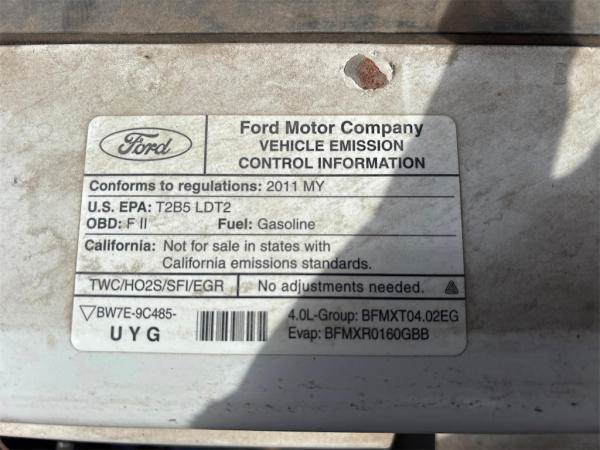 Ford
Ford Motor Company
VEHICLE EMISSION
CONTROL INFORMATION
Conforms to regulations: 2011 MY
U.S. EPA: T2B5 LDT2
OBD: F II Fuel: Gasoline
California: Not for sale in states with
California emissions standards.
TWC/HO2S/SFI/EGR No adjustments needed.
▽BW7E-9C485- 4.0L-Group: BFMXT04.02EG
U Y G Evap: BFMXR0160GBB